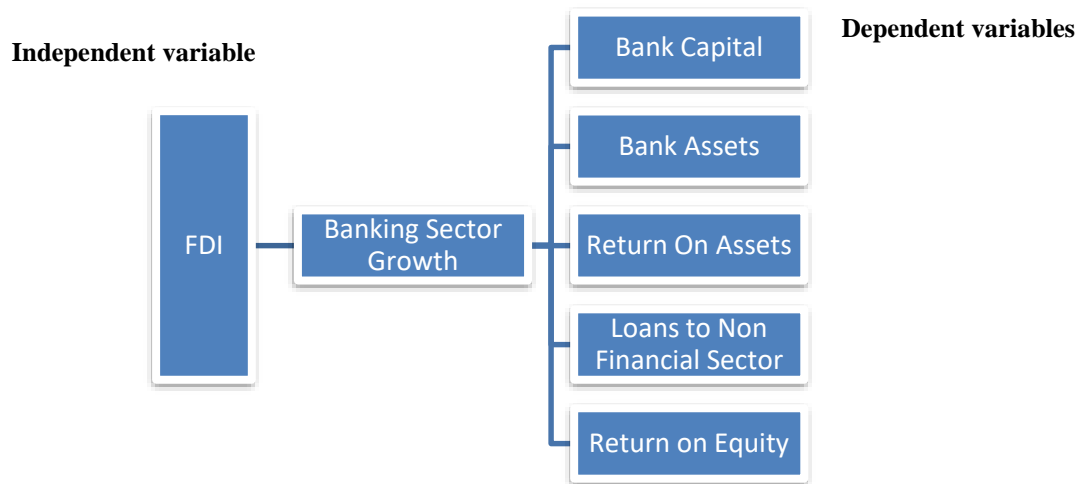 Independent variable
Dependent variables
FDI
Banking Sector
Growth
Bank Capital
Bank Assets
Return On Assets
Loans to Non
Financial Sector
Return on Equity